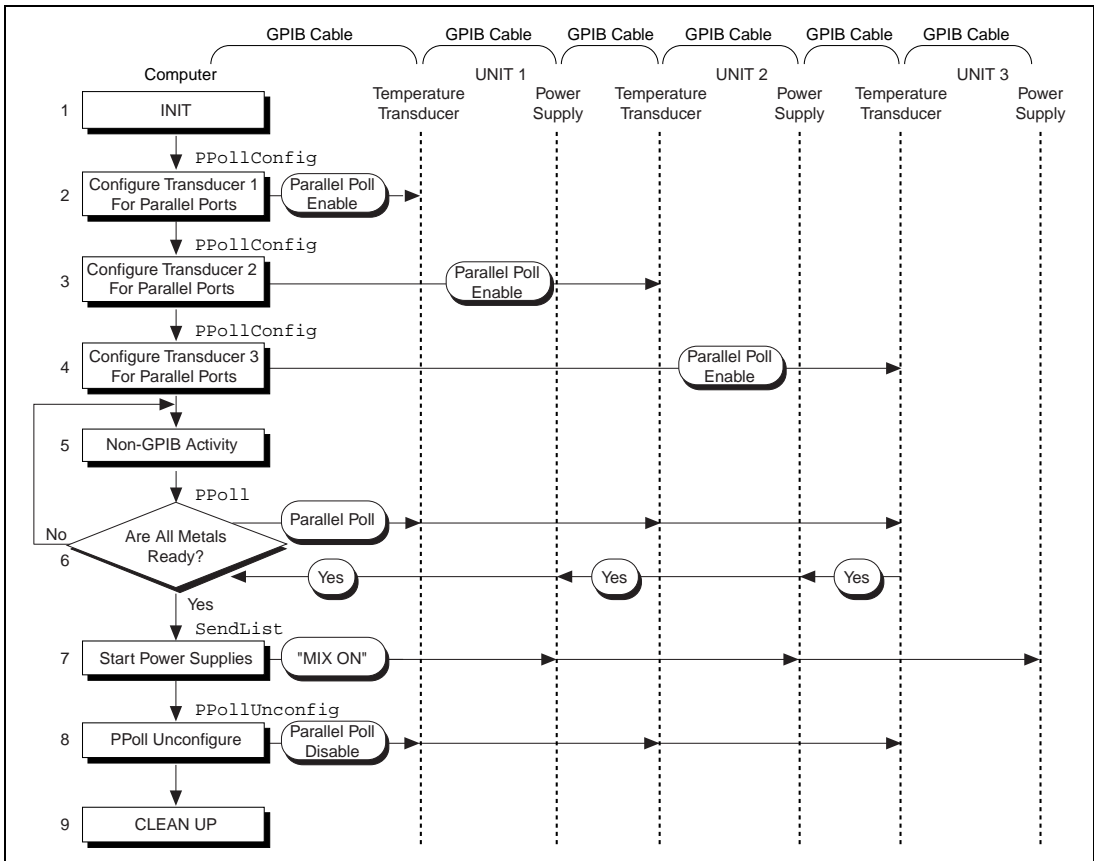 GPIB Cable GPIB Cable GPIB Cable GPIB Cable GPIB Cable GPIB Cable
Computer UNIT 1 UNIT 2 UNIT 3
Temperature Transducer
Power Supply
Temperature Transducer
Power Supply
Temperature Transducer
Power Supply
1 INIT
PPollConfig
2 Configure Transducer 1
For Parallel Ports
Parallel Poll
Enable
PPollConfig
3 Configure Transducer 2
For Parallel Ports
Parallel Poll
Enable
PPollConfig
4 Configure Transducer 3
For Parallel Ports
Parallel Poll
Enable
5 Non-GPIB Activity
PPoll
No
6
Are All Metals
Ready?
Parallel Poll
Yes Yes Yes
Yes
SendList
7 Start Power Supplies "MIX ON"
PPollUnconfig
8 PPoll Unconfigure
Parallel Poll
Disable
9 CLEAN UP